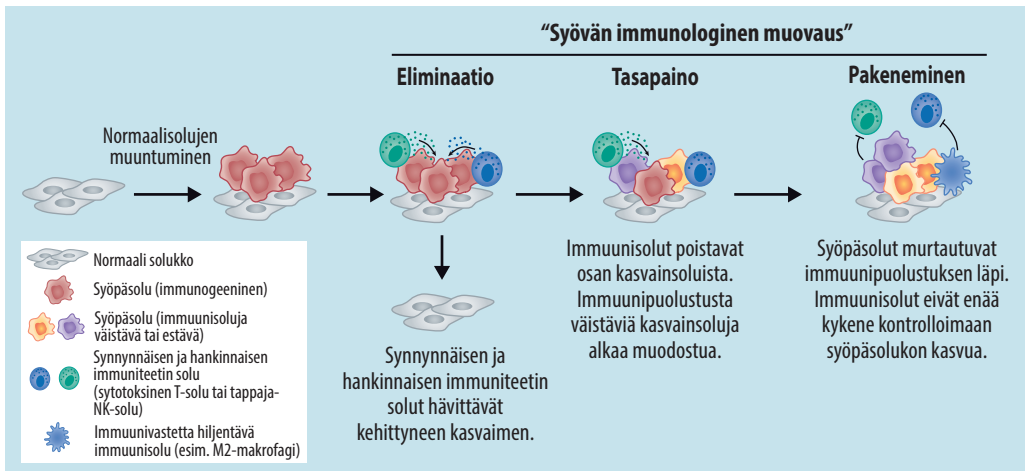 “Syövän immunologinen muovaus”
Eliminaatio
Tasapaino
Pakeneminen
Normaalisolujen
muuntuminen
Normaali solukko
Syöpäsolu (immunogeeninen)
Syöpäsolu (immuunisoluja
väistävä tai estävä)
Synnynnäisen ja hankinnaisen
immuniteetin solu
(sytotoksinen T-solu tai tappaja-
NK-solu)
Immuunivastetta hiljentävä
immuunisolu (esim. M2-makrofagi)
Synnynnäisen ja
hankinnaisen immuniteetin
solut hävittävät
kehittyneen kasvaimen.
Immuunisolut poistavat
osan kasvainsoluista.
Immuunipuolustusta
väistäviä kasvainsoluja
alkaa muodostua.
Syöpäsolut murtautuvat
immuunipuolustuksen läpi.
Immuunisolut eivät enää
kykene kontrolloimaan
syöpäsolukon kasvua.